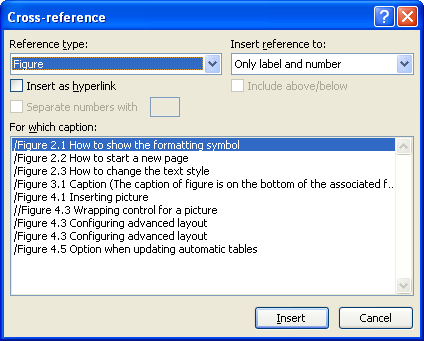 Cross-reference
Reference type:
Insert reference to:
Figure
Only label and number
Insert as hyperlink
Include above/below
Separate numbers with
For which caption:
/Figure 2.1 How to show the formatting symbol
/Figure 2.2 How to start a new page
/Figure 2.3 How to change the text style
/Figure 3.1 Caption (The caption of figure is on the bottom of the associated f...
/Figure 4.1 Inserting picture
//Figure 4.3 Wrapping control for a picture
/Figure 4.3 Configuring advanced layout
/Figure 4.3 Configuring advanced layout
/Figure 4.5 Option when updating automatic tables
Insert
Cancel